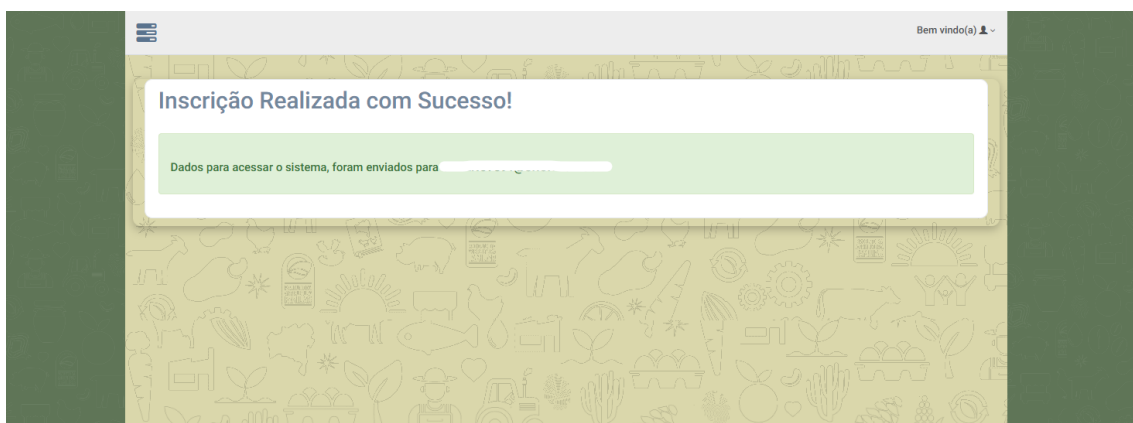 Bem vindo(a)
Inscrição Realizada com Sucesso!
Dados para acessar o sistema, foram enviados para